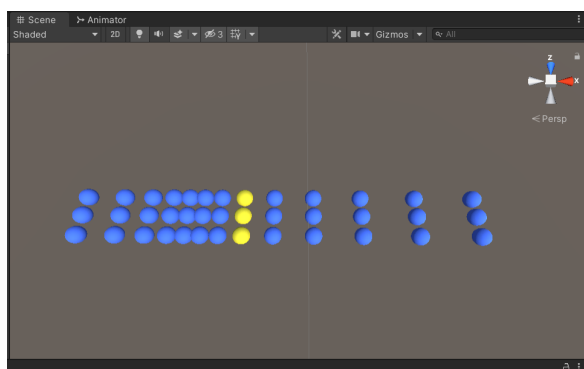 Scene Animator
Shaded 2D 3 Gizmos All
z
x
Persp